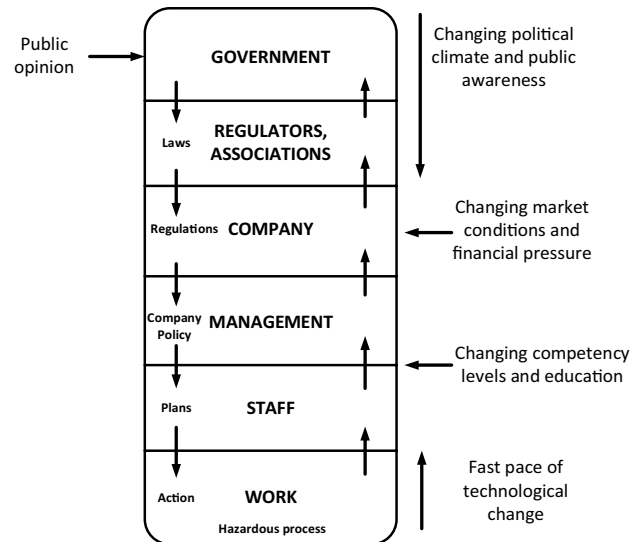 Public
opinion
GOVERNMENT
Changing political
climate and public
awareness
Laws
REGULATORS,
ASSOCIATIONS
Regulations
COMPANY
Changing market
conditions and
financial pressure
Company
Policy
MANAGEMENT
Changing competency
levels and education
Plans
STAFF
Action
WORK
Hazardous process
Fast pace of
technological
change